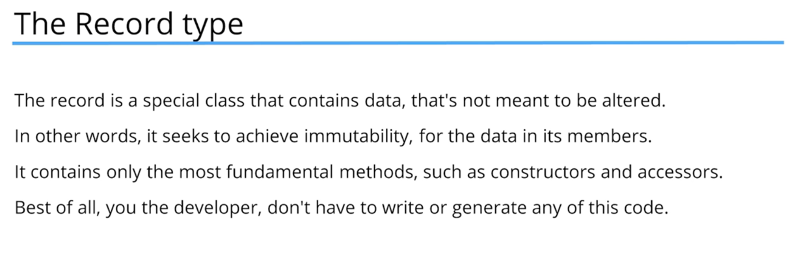 The Record type
The record is a special class that contains data, that's not meant to be altered.
In other words, it seeks to achieve immutability, for the data in its members.
It contains only the most fundamental methods, such as constructors and accessors.
Best of all, you the developer, don't have to write or generate any of this code.